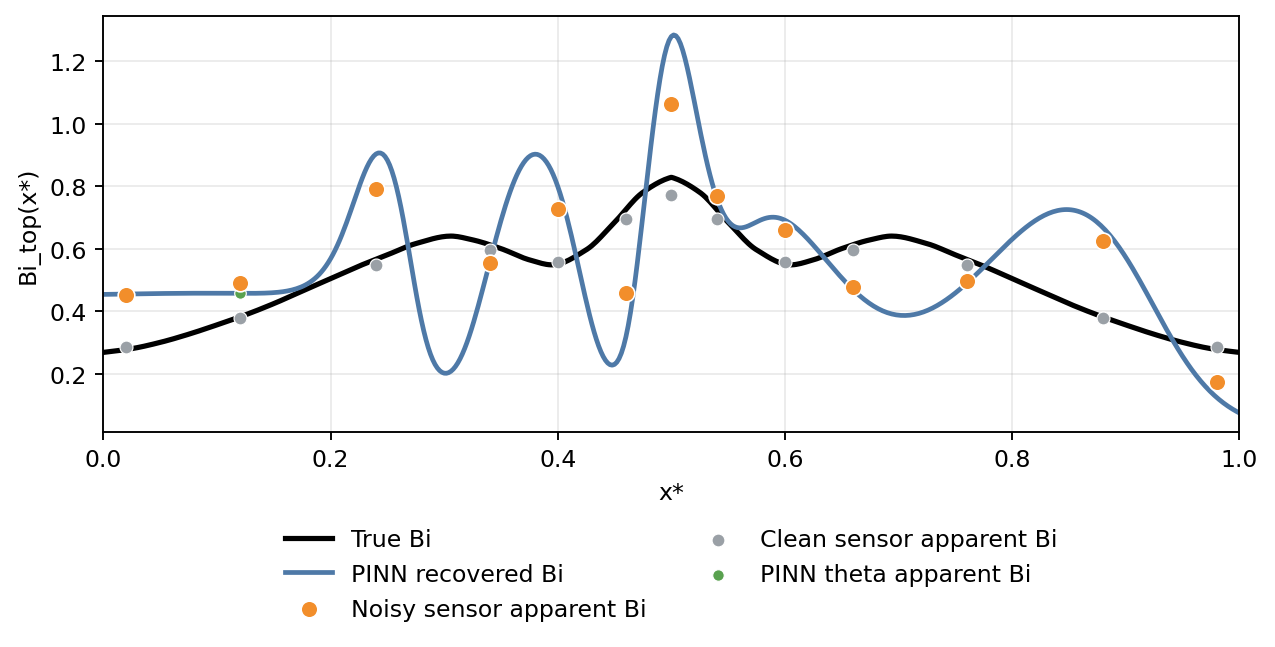 1.2
1.0
0.8
0.6
0.4
0.2
Bi_top(x*)
0.0 0.2 0.4 0.6 0.8 1.0
x*
True Bi
PINN recovered Bi
Noisy sensor apparent Bi
Clean sensor apparent Bi
PINN theta apparent Bi